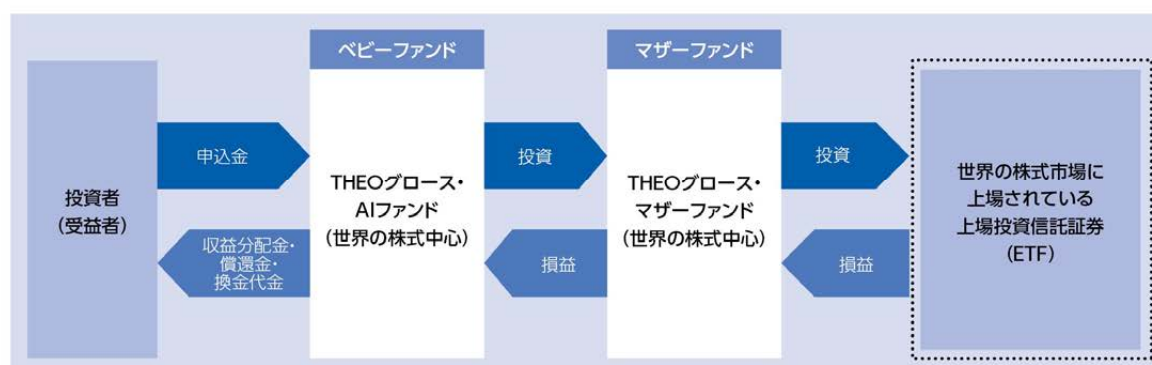 ベビーファンド
マザーファンド
投資者
(受益者)
申込金
収益分配金・
償還金・
換金代金
THEOグロース・
AIファンド
(世界の株式中心)
投資
損益
THEOグロース・
マザーファンド
(世界の株式中心)
投資
損益
世界の株式市場に
上場されている
上場投資信託証券
(ETF)